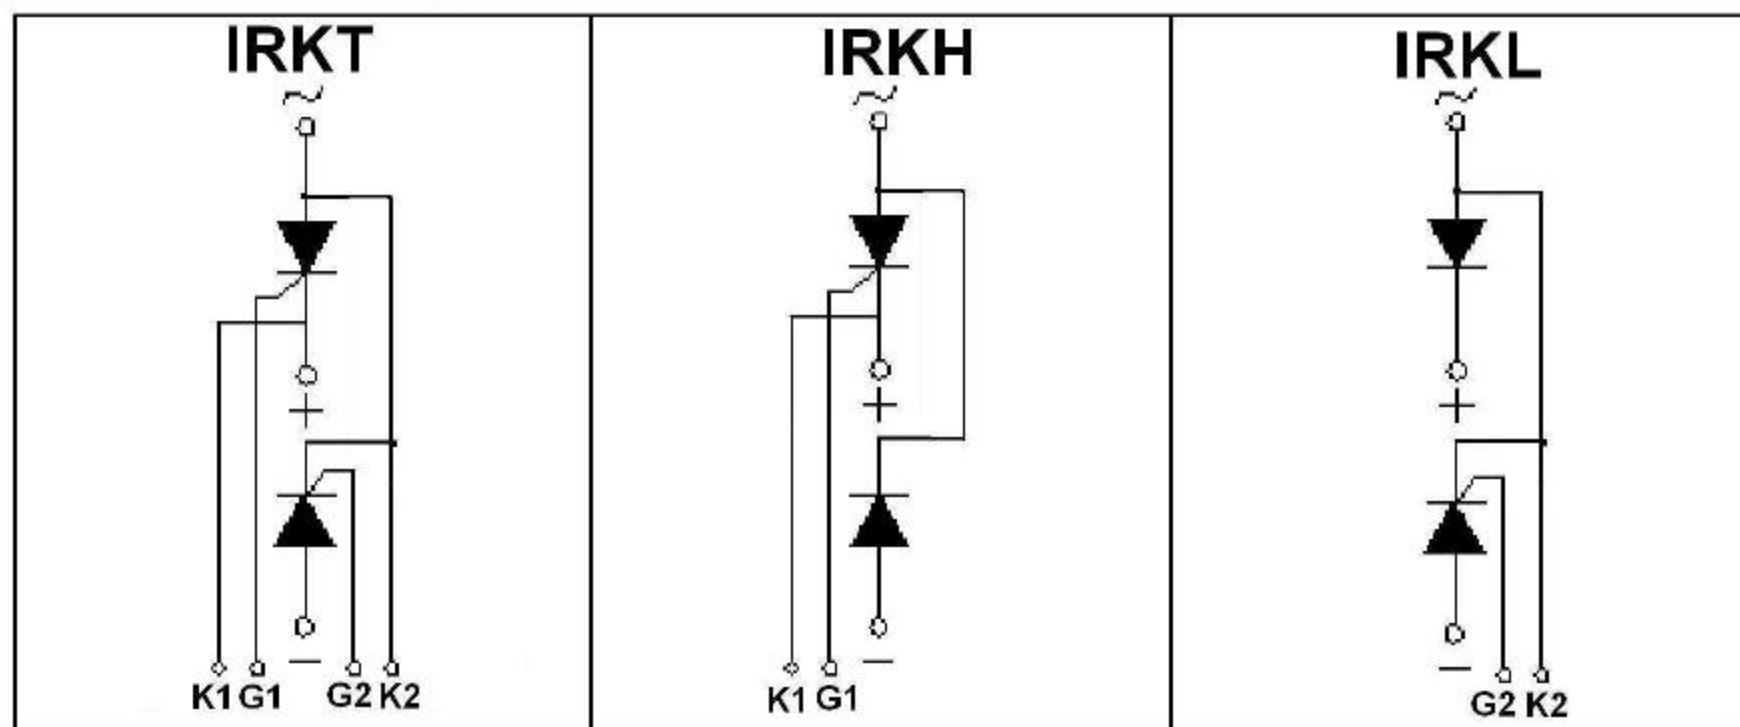 IRKT
~
+
−
K1 G1 G2 K2
IRKH
~
+
−
K1 G1
IRKL
~
+
−
G2 K2